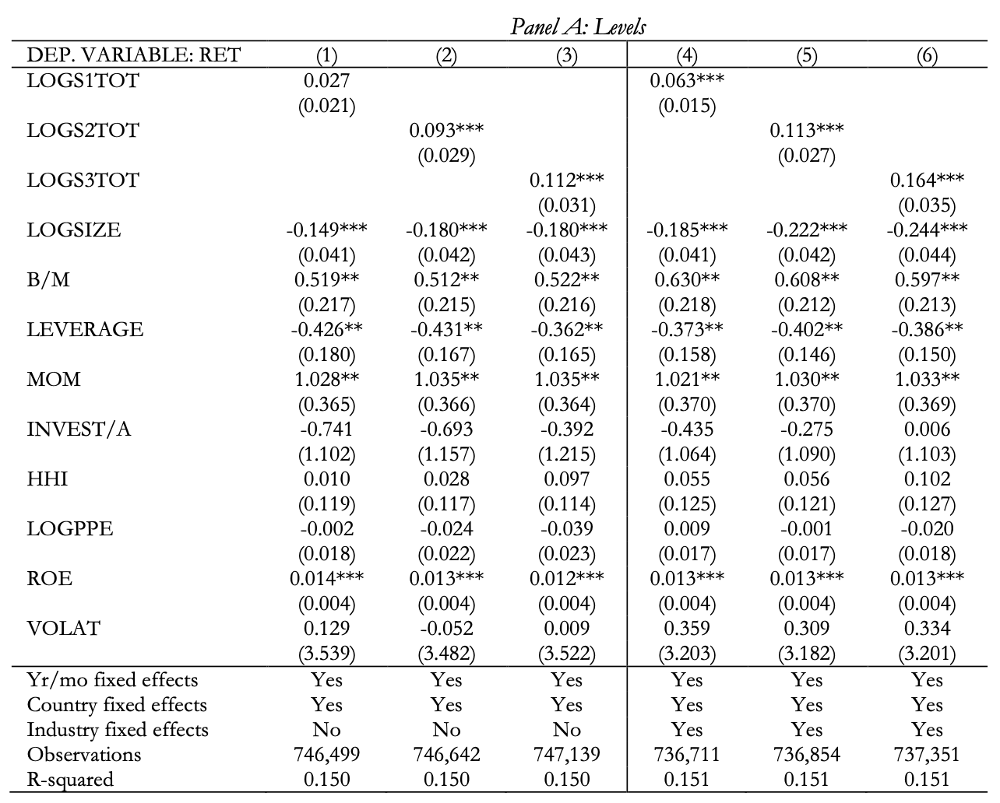 Panel A: Levels
DEP. VARIABLE: RET (1) (2) (3) (4) (5) (6)
LOGS1TOT 0.027 0.063***
(0.021) (0.015)
LOGS2TOT 0.093*** 0.113***
(0.029) (0.027)
LOGS3TOT 0.112*** 0.164***
(0.031) (0.035)
LOGSIZE -0.149*** -0.180*** -0.180*** -0.185*** -0.222*** -0.244***
(0.041) (0.042) (0.043) (0.041) (0.042) (0.044)
B/M 0.519** 0.512** 0.522** 0.630** 0.608** 0.597**
(0.217) (0.215) (0.216) (0.218) (0.212) (0.213)
LEVERAGE -0.426** -0.431** -0.362** -0.373** -0.402** -0.386**
(0.180) (0.167) (0.165) (0.158) (0.146) (0.150)
MOM 1.028** 1.035** 1.035** 1.021** 1.030** 1.033**
(0.365) (0.366) (0.364) (0.370) (0.370) (0.369)
INVEST/A -0.741 -0.693 -0.392 -0.435 -0.275 0.006
(1.102) (1.157) (1.215) (1.064) (1.090) (1.103)
HHI 0.010 0.028 0.097 0.055 0.056 0.102
(0.119) (0.117) (0.114) (0.125) (0.121) (0.127)
LOGPPE -0.002 -0.024 -0.039 0.009 -0.001 -0.020
(0.018) (0.022) (0.023) (0.017) (0.017) (0.018)
ROE 0.014*** 0.013*** 0.012*** 0.013*** 0.013*** 0.013***
(0.004) (0.004) (0.004) (0.004) (0.004) (0.004)
VOLAT 0.129 -0.052 0.009 0.359 0.309 0.334
(3.539) (3.482) (3.522) (3.203) (3.182) (3.201)
Yr/mo fixed effects Yes Yes Yes Yes Yes Yes
Country fixed effects Yes Yes Yes Yes Yes Yes
Industry fixed effects No No No Yes Yes Yes
Observations 746,499 746,642 747,139 736,711 736,854 737,351
R-squared 0.150 0.150 0.150 0.151 0.151 0.151